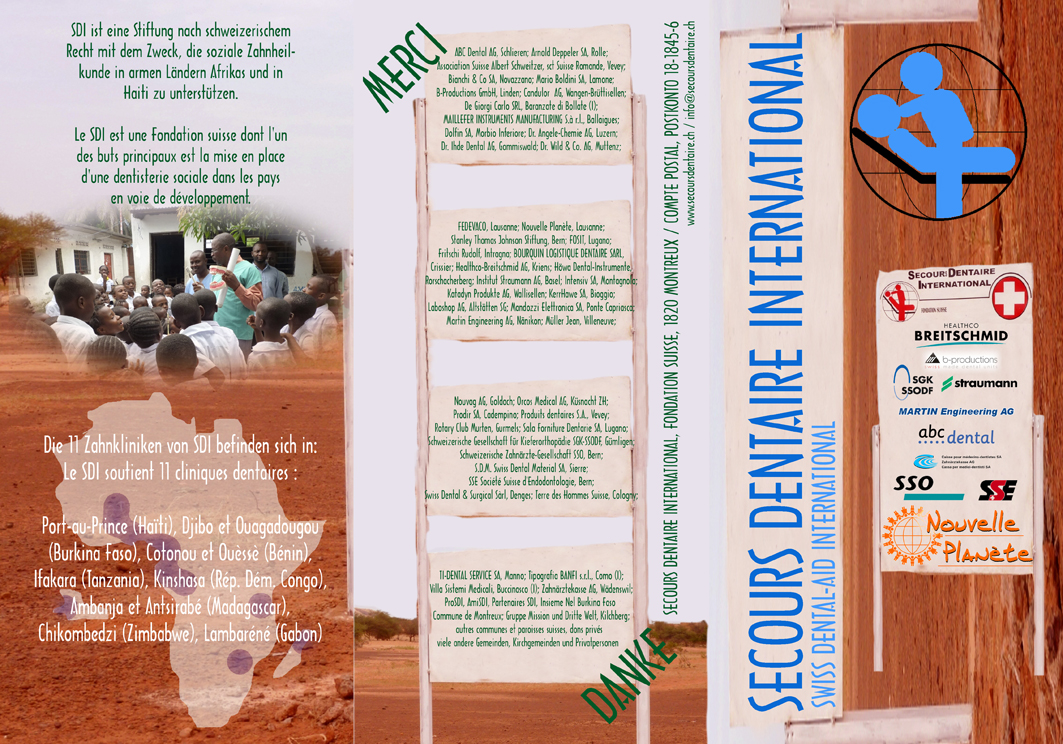 SDI ist eine Stiftung nach schweizerischem
Recht mit dem Zweck, die soziale Zahnheil-
kunde in armen Ländern Afrikas und in
Haiti zu unterstützen.
Le SDI est une Fondation suisse dont l'un
des buts principaux est la mise en place
d'une dentisterie sociale dans les pays
en voie de développement.
Die 11 Zahnkliniken von SDI befinden sich in:
Le SDI soutient 11 cliniques dentaires :
Port-au-Prince (Haïti), Djibo et Ouagadougou
(Burkina Faso), Cotonou et Ouèssè (Bénin),
Ifakara (Tanzania), Kinshasa (Rép. Dém. Congo),
Ambanja et Antsirabé (Madagascar),
Chikombedzi (Zimbabwe), Lambaréné (Gabon)
MERCI
ABC Dental AG, Schlieren; Arnold Deppeler SA, Rolle;
Association Suisse Albert Schweitzer, sct Suisse Romande, Vevey;
Bianchi & Co SA, Novazzano; Mario Boldini SA, Lamone;
B-Productions GmbH, Linden; Candulor AG, Wangen-Brüttisellen;
De Giorgi Carlo SRL, Baranzate di Bollate (I);
MAILLEFER INSTRUMENTS MANUFACTURING S.à r.l., Ballaigues;
Dolfin SA, Morbio Inferiore; Dr. Angele-Chemie AG, Luzern;
Dr. Ihde Dental AG, Gommiswald; Dr. Wild & Co. AG, Muttenz;
FEDEVACO, Lausanne; Nouvelle Planète, Lausanne;
Stanley Thomas Johnson Stiftung, Bern; FOSIT, Lugano;
Fritschi Rudolf, Intragna; BOURQUIN LOGISTIQUE DENTAIRE SARL,
Crissier; Healthco-Breitschmid AG, Kriens; Höwa Dental-Instrumente,
Rorschacherberg; Institut Straumann AG, Basel; Intensiv SA, Montagnola;
Katadyn Produkte AG, Wallisellen; KerrHawe SA, Bioggio;
Laboshop AG, Altstätten SG; Mandozzi Elettronica SA, Ponte Capriasca;
Martin Engineering AG, Nänikon; Müller Jean, Villeneuve;
Nouvag AG, Goldach; Orcos Medical AG, Küsnacht ZH;
Prodir SA, Cadempino; Produits dentaires S.A., Vevey;
Rotary Club Murten, Gurmels; Sala Forniture Dentarie SA, Lugano;
Schweizerische Gesellschaft für Kieferorthopädie SGK-SSODF, Gümligen;
Schweizerische Zahnärzte-Gesellschaft SSO, Bern;
S.D.M. Swiss Dental Material SA, Sierre;
SSE Société Suisse d'Endodontologie, Bern;
Swiss Dental & Surgical Sàrl, Denges; Terre des Hommes Suisse, Cologny;
TI-DENTAL SERVICE SA, Manno; Tipografia BANFI s.r.l., Como (I);
Villa Sistemi Medicali, Buccinasco (I); Zahnärztekasse AG, Wädenswil;
ProSDI, AmiSDI, Partenaires SDI, Insieme Nel Burkina Faso
Commune de Montreux; Gruppe Mission und Dritte Welt, Kilchberg;
autres communes et paroisses suisses, dons privés
viele andere Gemeinden, Kirchgemeinden und Privatpersonen
DANKE
SECOURS DENTAIRE INTERNATIONAL, FONDATION SUISSE, 1820 MONTREUX / COMPTE POSTAL, POSTKONTO 18-1845-6
www.secoursdentaire.ch / info@secoursdentaire.ch
SECOURS DENTAIRE INTERNATIONAL
SWISS DENTAL-AID INTERNATIONAL
SECOURS DENTAIRE
INTERNATIONAL
FONDATION SUISSE
HEALTHCO
BREITSCHMID
b-productions
SGK
SSODF
straumann
MARTIN Engineering AG
abc dental
Caisse pour médecins-dentistes SA
Zahnärztekasse AG
Cassa per medici-dentisti SA
SSO
SSE
Nouvelle
Planète